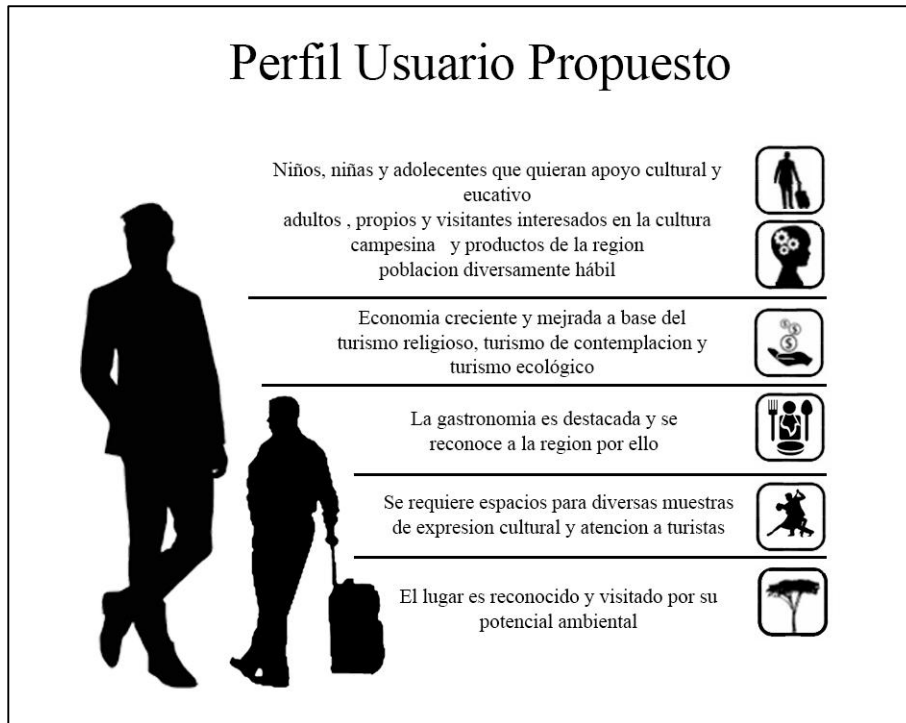 Perfil Usuario Propuesto
Niños, niñas y adolecentes que quieran apoyo cultural y
eucativo
adultos , propios y visitantes interesados en la cultura
campesina y productos de la region
poblacion diversamente hábil
Economia creciente y mejrada a base del
turismo religioso, turismo de contemplacion y
turismo ecológico
La gastronomia es destacada y se
reconoce a la region por ello
Se requiere espacios para diversas muestras
de expresion cultural y atencion a turistas
El lugar es reconocido y visitado por su
potencial ambiental